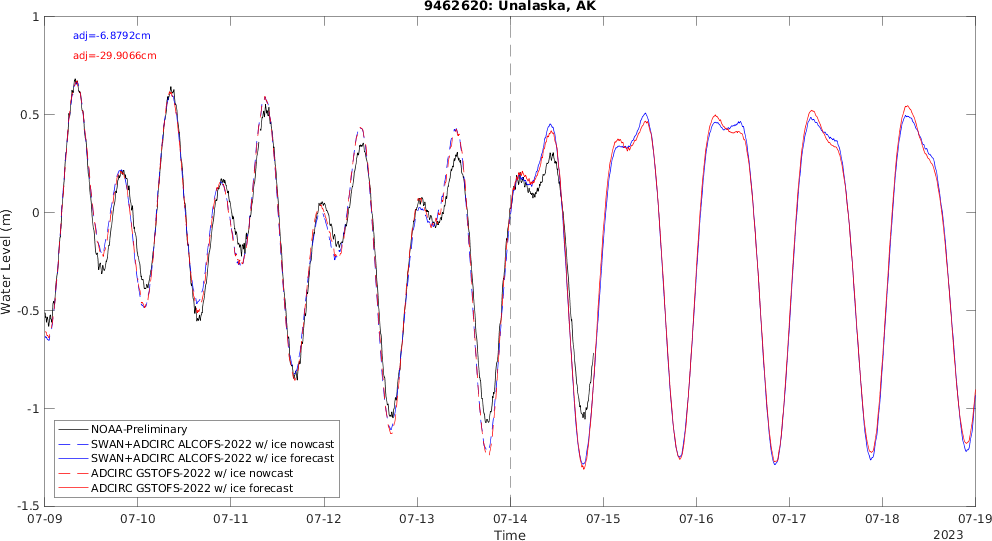 9462620: Unalaska, AK
adj=-6.8792cm
adj=-29.9066cm
Water Level (m)
1
0.5
0
-0.5
-1
-1.5
NOAA-Preliminary
SWAN+ADCIRC ALCOFS-2022 w/ ice nowcast
SWAN+ADCIRC ALCOFS-2022 w/ ice forecast
ADCIRC GSTOFS-2022 w/ ice nowcast
ADCIRC GSTOFS-2022 w/ ice forecast
07-09 07-10 07-11 07-12 07-13 07-14 07-15 07-16 07-17 07-18 07-19
Time
2023